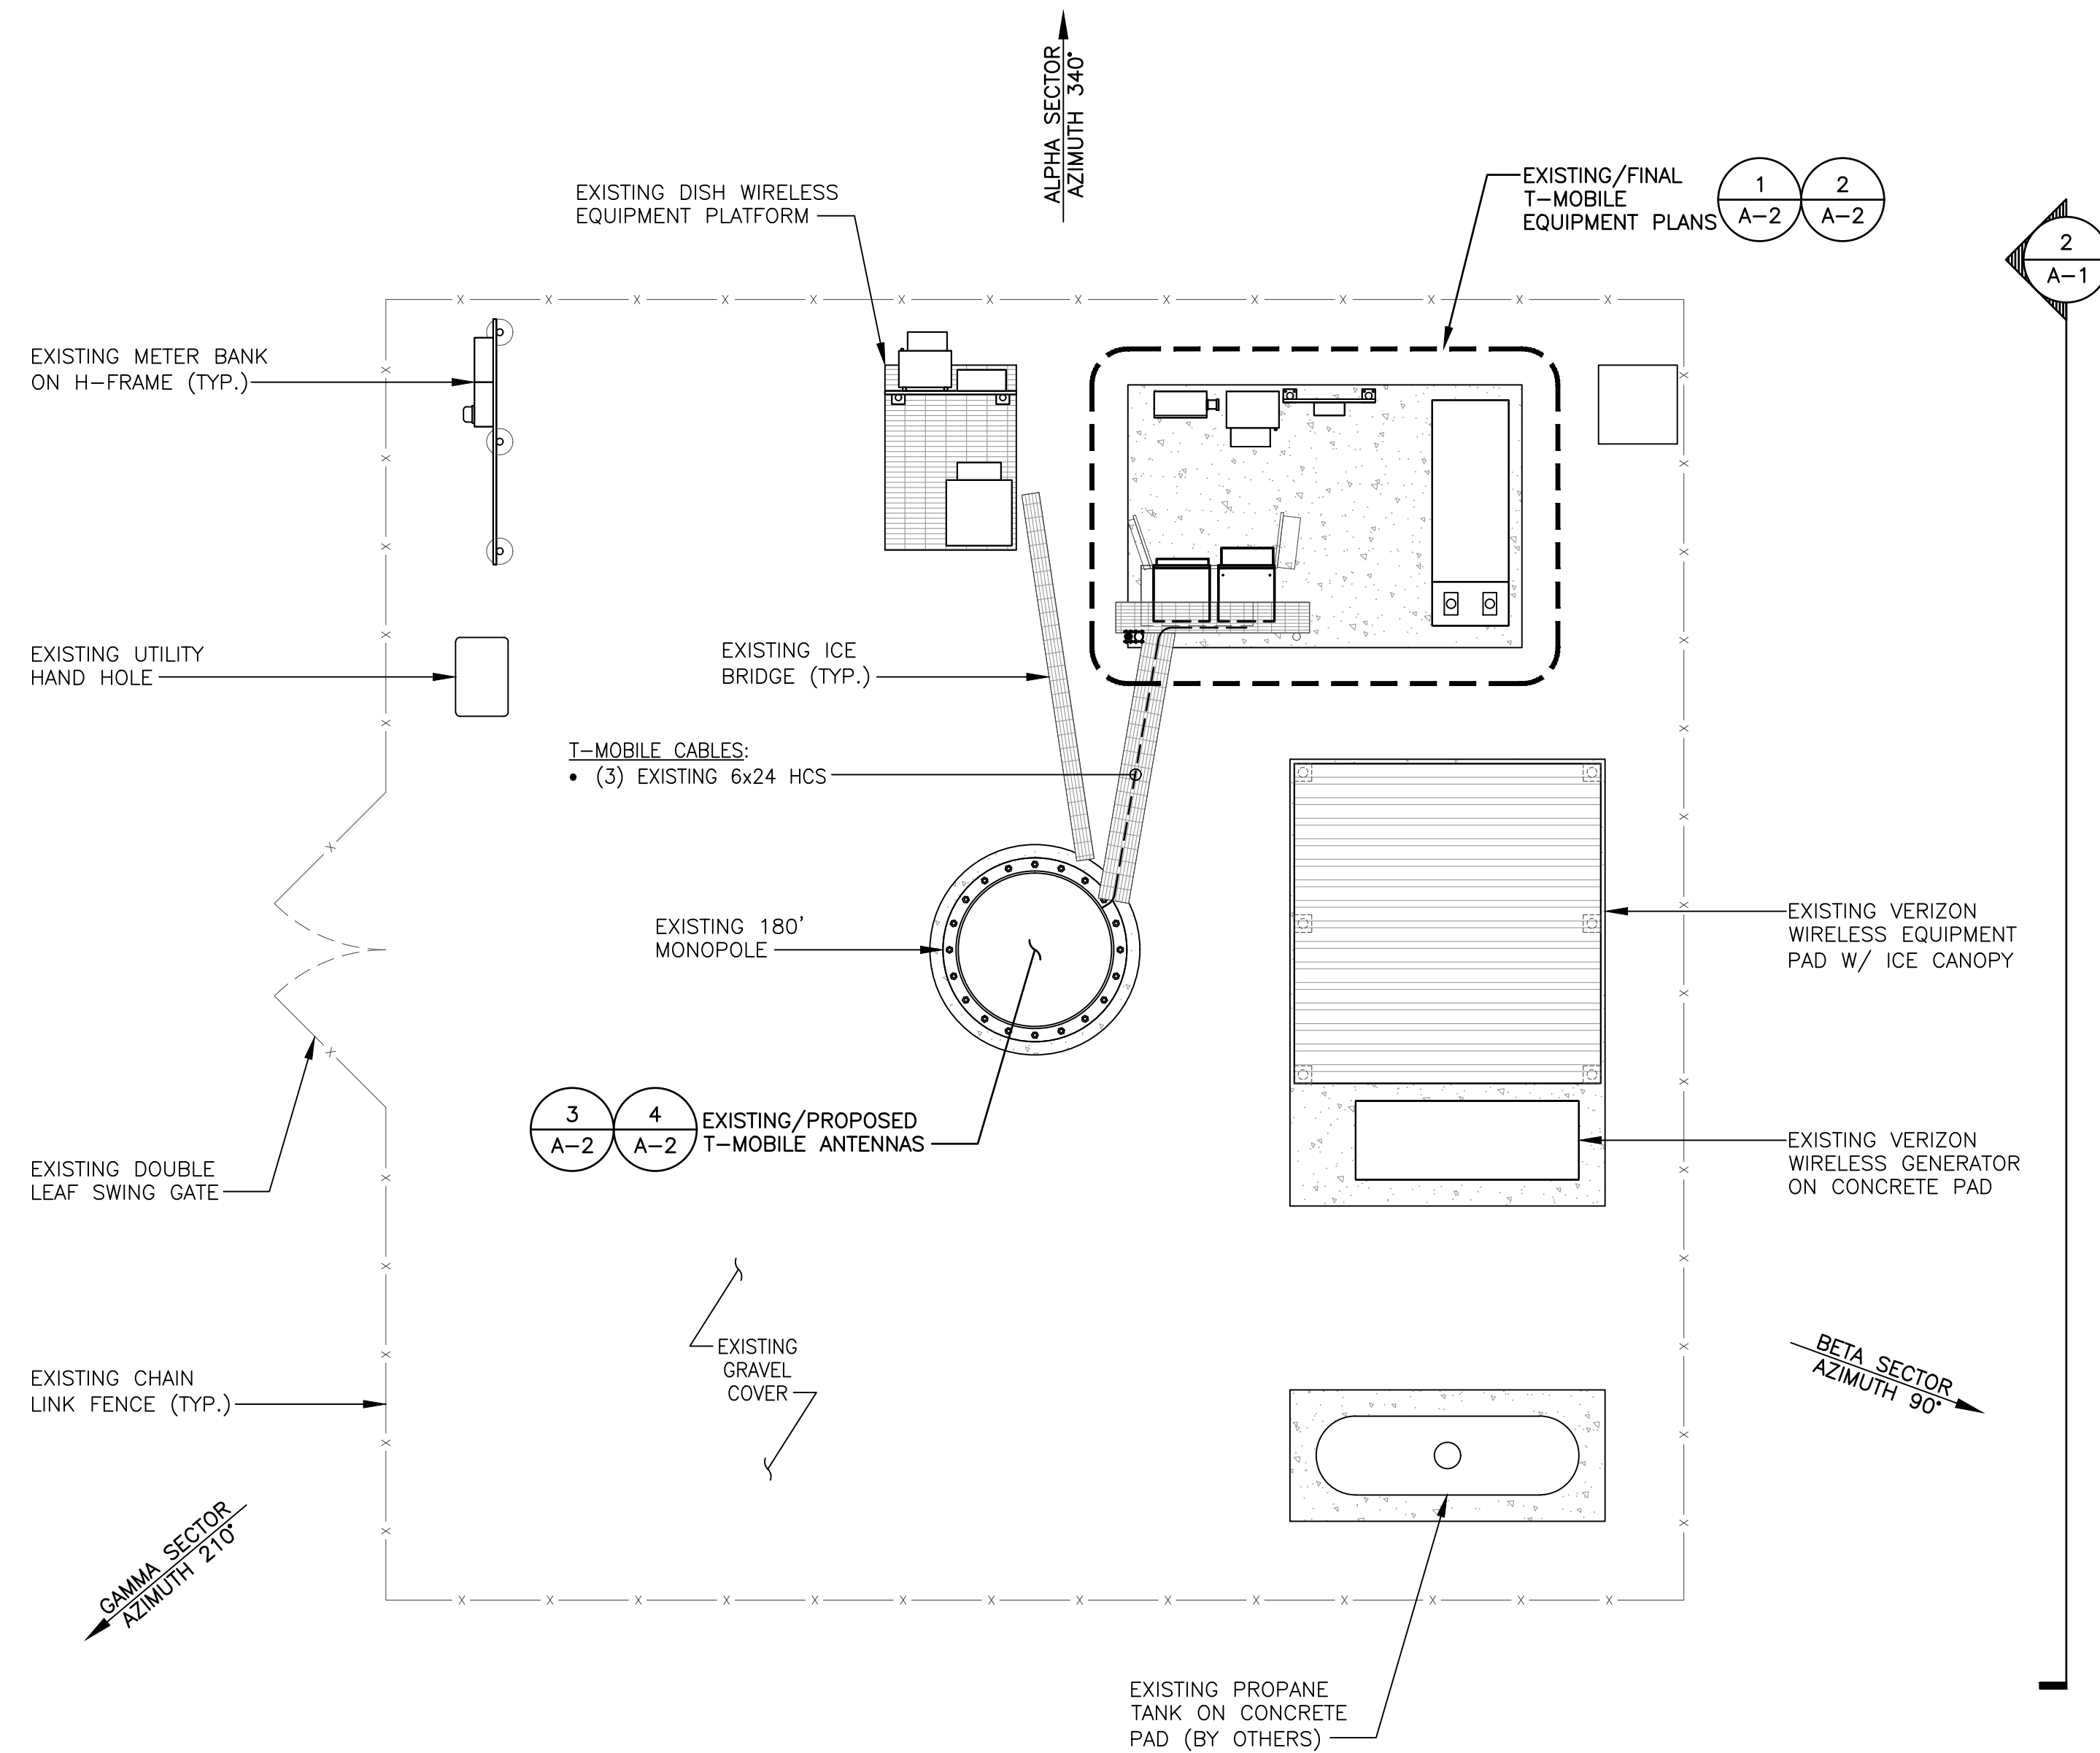 ALPHA SECTOR
AZIMUTH 340°
EXISTING DISH WIRELESS
EQUIPMENT PLATFORM
EXISTING/FINAL
T-MOBILE
EQUIPMENT PLANS
1
A-2
2
A-2
2
A-1
EXISTING METER BANK
ON H-FRAME (TYP.)
EXISTING UTILITY
HAND HOLE
EXISTING ICE
BRIDGE (TYP.)
T-MOBILE CABLES:
• (3) EXISTING 6x24 HCS
EXISTING 180'
MONOPOLE
EXISTING VERIZON
WIRELESS EQUIPMENT
PAD W/ ICE CANOPY
3
A-2
4
A-2
EXISTING/PROPOSED
T-MOBILE ANTENNAS
EXISTING VERIZON
WIRELESS GENERATOR
ON CONCRETE PAD
EXISTING DOUBLE
LEAF SWING GATE
EXISTING
GRAVEL
COVER
EXISTING CHAIN
LINK FENCE (TYP.)
BETA SECTOR
AZIMUTH 90°
GAMMA SECTOR
AZIMUTH 210°
EXISTING PROPANE
TANK ON CONCRETE
PAD (BY OTHERS)